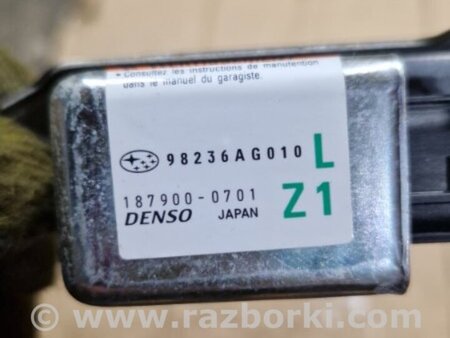 • Consultez les instructions de manutention
dans le manuel du garagiste.
98236AG010 L
187900-0701
DENSO JAPAN Z1
www.razborki.com